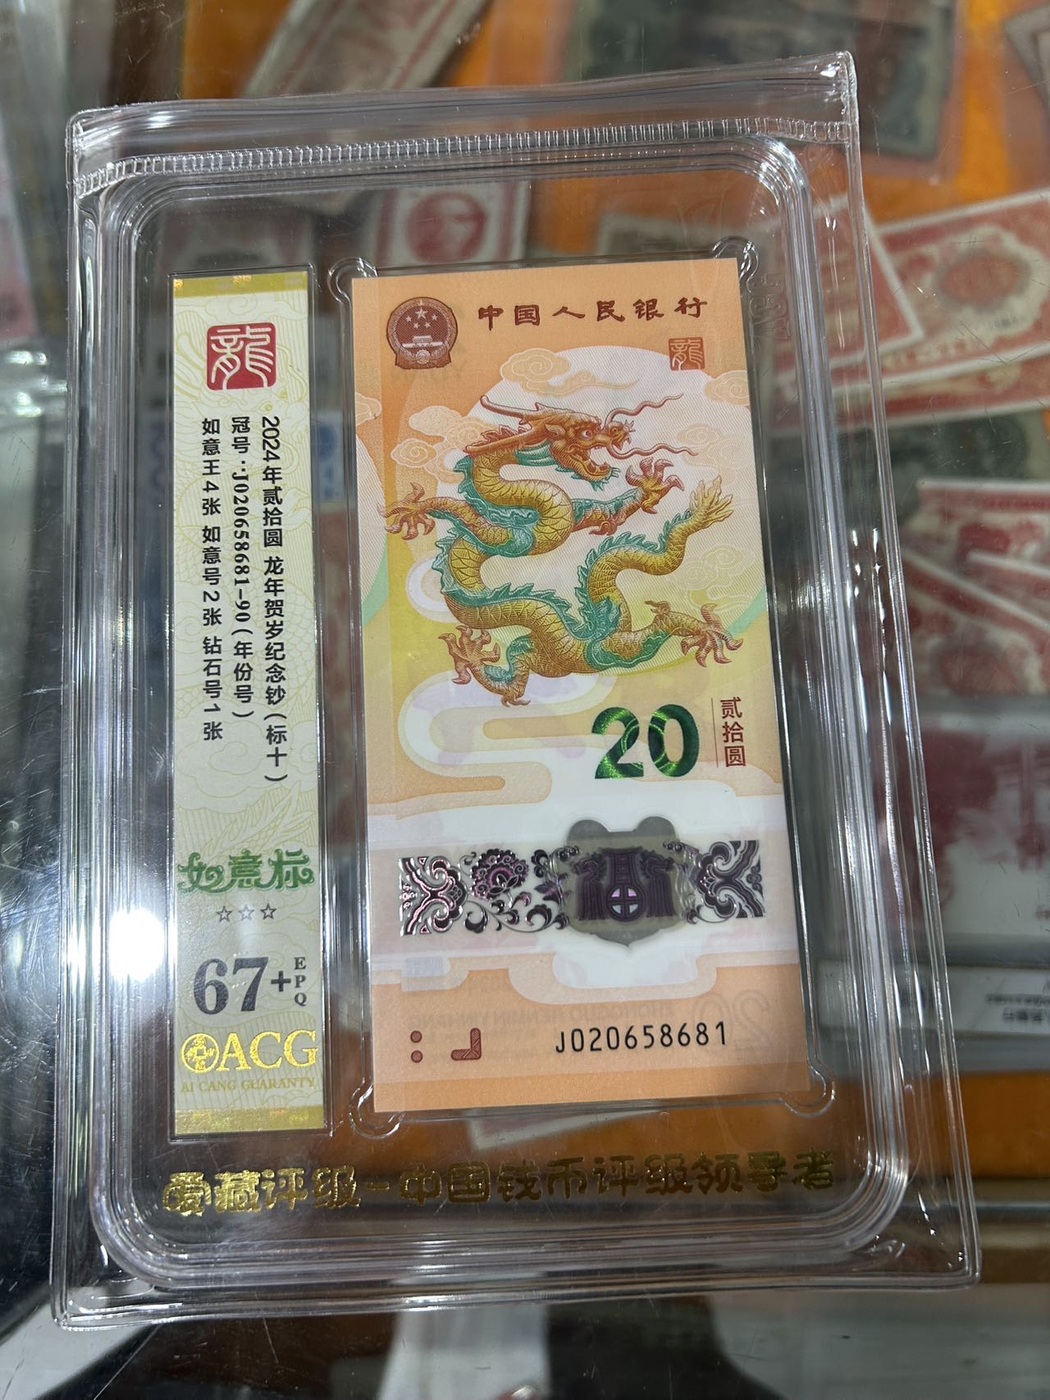 龍
2024年贰拾圆 龙年贺岁纪念钞(标十)
冠号:J020658681-90(年份号)
如意王4张 如意号2张 钻石号1张
如意标
☆☆☆
67+EPQ
ACG
AI CANG GUARANTY
中国人民银行
龍
20
贰拾圆
福
J020658681
爱藏评级-中国钱币评级领导者